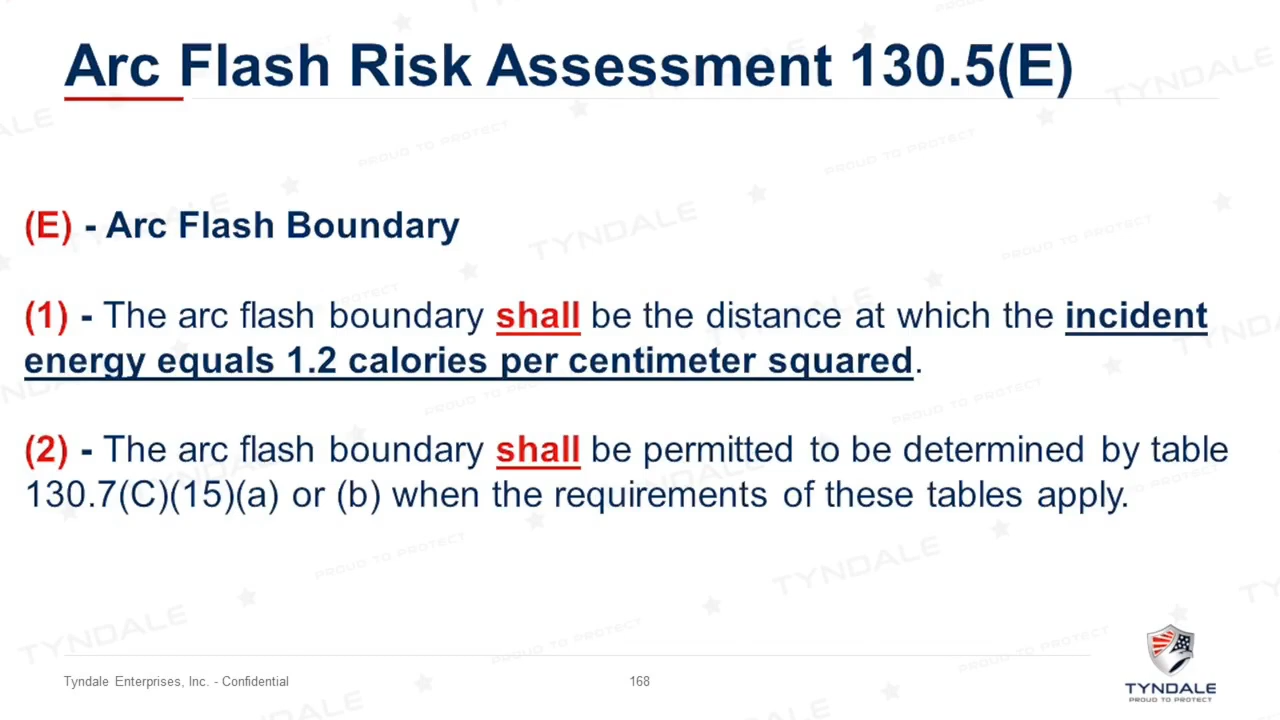 Arc Flash Risk Assessment 130.5(E)
(E) - Arc Flash Boundary
(1) - The arc flash boundary shall be the distance at which the incident
energy equals 1.2 calories per centimeter squared.
(2) - The arc flash boundary shall be permitted to be determined by table
130.7(C)(15)(a) or (b) when the requirements of these tables apply.
Tyndale Enterprises, Inc. - Confidential
168
TYNDALE
PROUD TO PROTECT